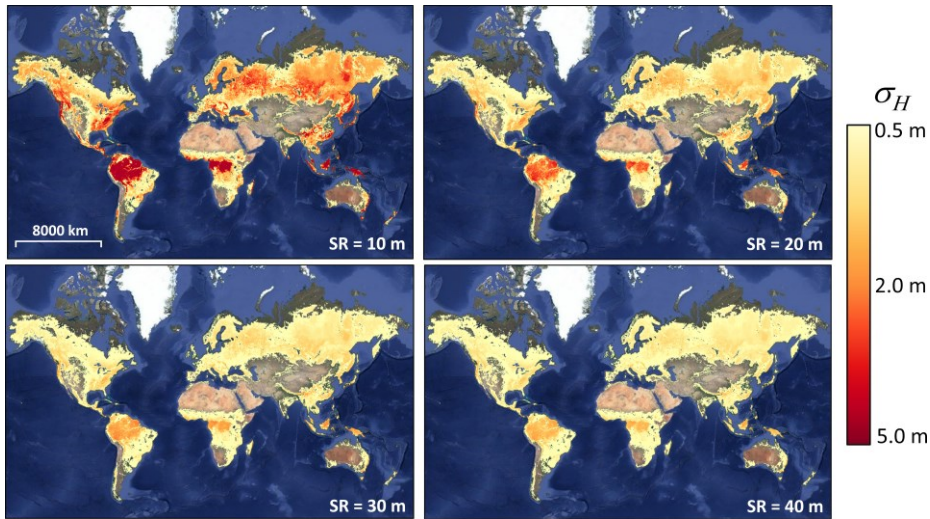 8000 km
SR = 10 m
SR = 20 m
SR = 30 m
SR = 40 m
σH
0.5 m
2.0 m
5.0 m